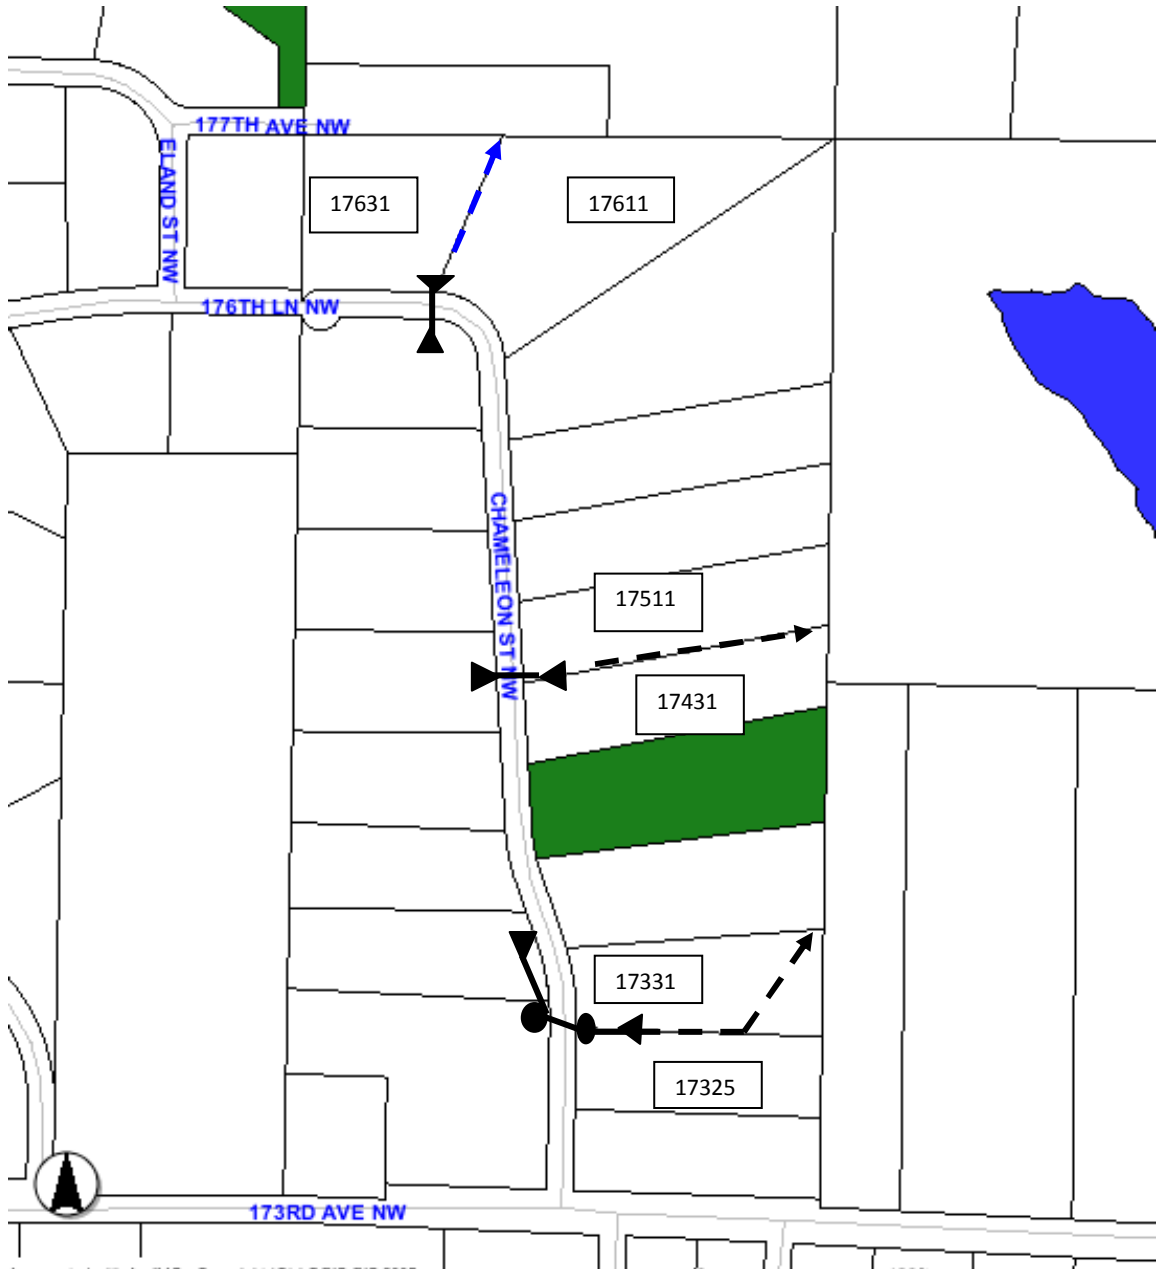 177TH AVE NW
ELAND ST NW
17631
17611
176TH LN NW
CHAMELEON ST NW
17511
17431
17331
17325
173RD AVE NW